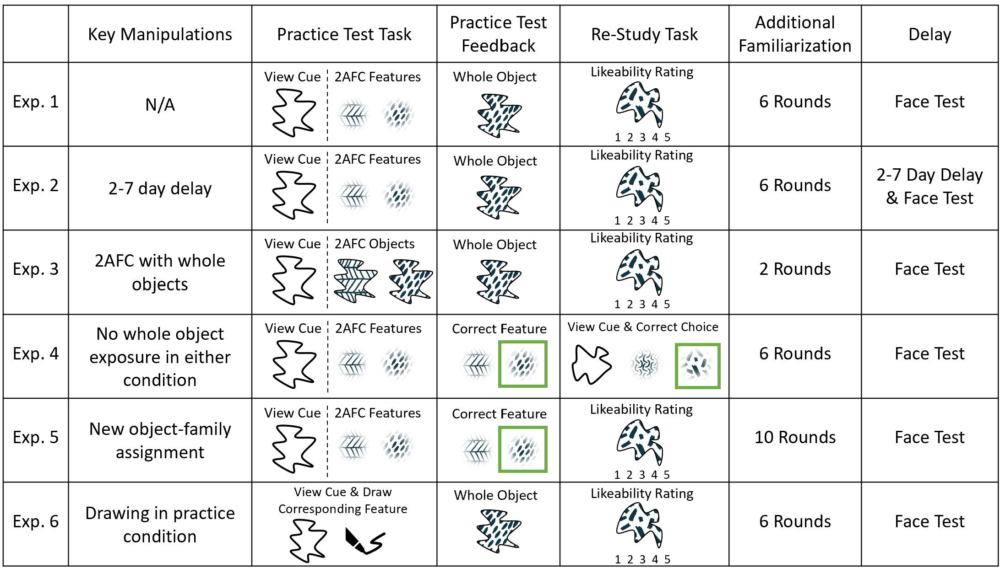 Key Manipulations
Practice Test Task
Practice Test
Feedback
Re-Study Task
Additional
Familiarization
Delay
Exp. 1
N/A
View Cue
2AFC Features
Whole Object
Likeability Rating
1 2 3 4 5
6 Rounds
Face Test
Exp. 2
2-7 day delay
View Cue
2AFC Features
Whole Object
Likeability Rating
1 2 3 4 5
6 Rounds
2-7 Day Delay
& Face Test
Exp. 3
2AFC with whole
objects
View Cue
2AFC Objects
Whole Object
Likeability Rating
1 2 3 4 5
2 Rounds
Face Test
Exp. 4
No whole object
exposure in either
condition
View Cue
2AFC Features
Correct Feature
View Cue & Correct Choice
6 Rounds
Face Test
Exp. 5
New object-family
assignment
View Cue
2AFC Features
Correct Feature
Likeability Rating
1 2 3 4 5
10 Rounds
Face Test
Exp. 6
Drawing in practice
condition
View Cue & Draw
Corresponding Feature
Whole Object
Likeability Rating
1 2 3 4 5
6 Rounds
Face Test